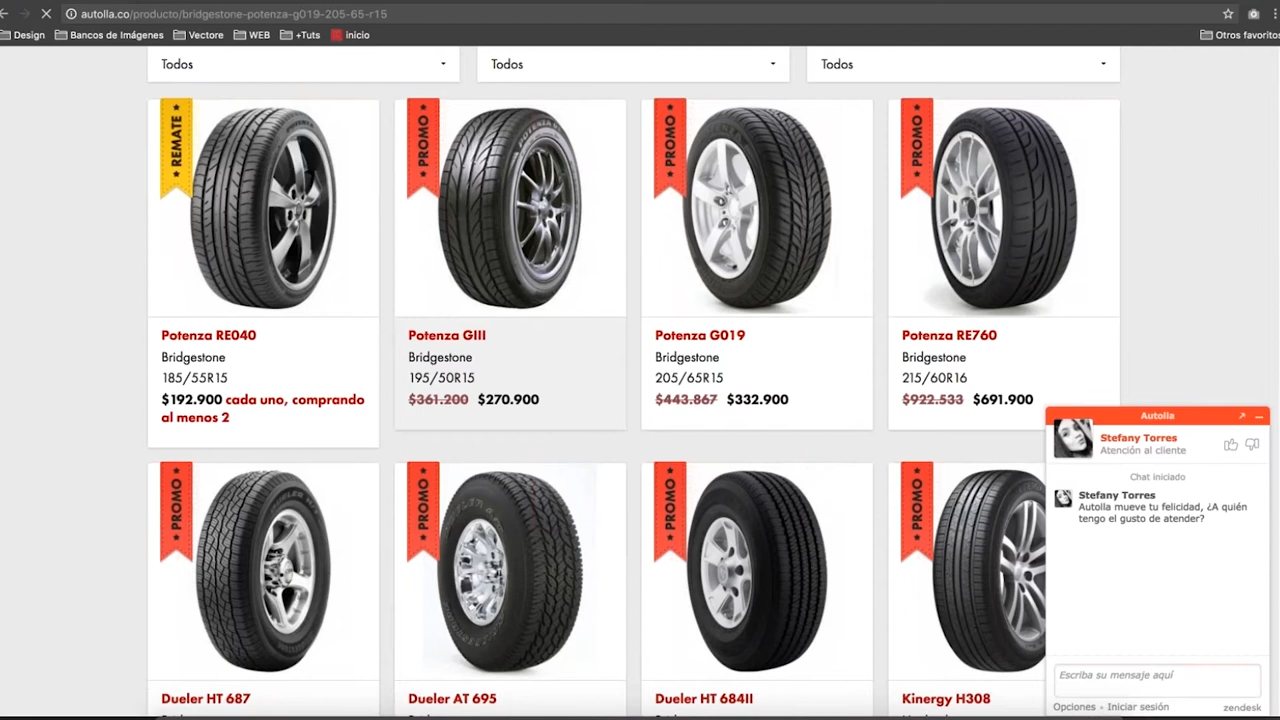 autolla.co/producto/bridgestone-potenza-g019-205-65-r15
Design Bancos de Imágenes Vectore WEB +Tuts inicio Otros favoritos
Todos Todos Todos
REMATE PROMO PROMO PROMO
Potenza RE040
Bridgestone
185/55R15
$192.900 cada uno, comprando
al menos 2
Potenza GIII
Bridgestone
195/50R15
$361.200 $270.900
Potenza G019
Bridgestone
205/65R15
$443.867 $332.900
Potenza RE760
Bridgestone
215/60R16
$922.533 $691.900
PROMO PROMO PROMO PROMO
Dueler HT 687
Dueler AT 695
Dueler HT 684II
Kinergy H308
Autolla
Stefany Torres
Atención al cliente
Chat iniciado
Stefany Torres
Autolla mueve tu felicidad, ¿A quién
tengo el gusto de atender?
Escriba su mensaje aquí
Opciones • Iniciar sesión zendesk